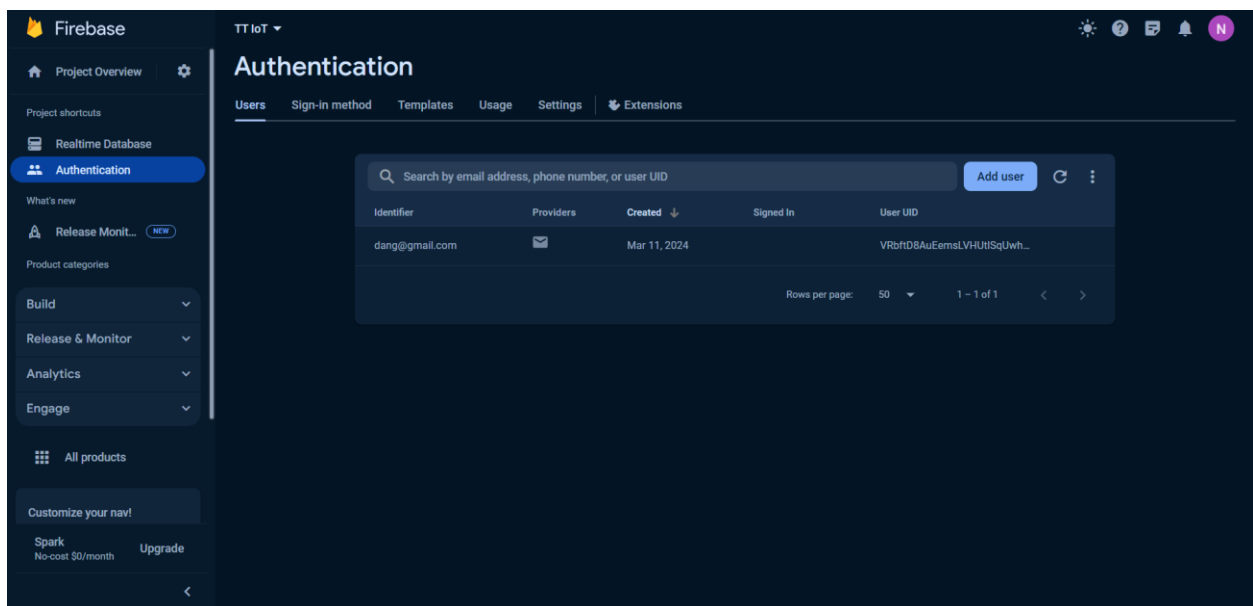 Firebase
TT IoT
N
Project Overview
Project shortcuts
Realtime Database
Authentication
What's new
Release Monit... NEW
Product categories
Build
Release & Monitor
Analytics
Engage
All products
Customize your nav!
Spark
No-cost $0/month
Upgrade
Authentication
Users Sign-in method Templates Usage Settings Extensions
Search by email address, phone number, or user UID
Add user
Identifier Providers Created Signed In User UID
dang@gmail.com Mar 11, 2024 VRbftD8AuEemsLVHUtISqUwh...
Rows per page: 50 1 – 1 of 1